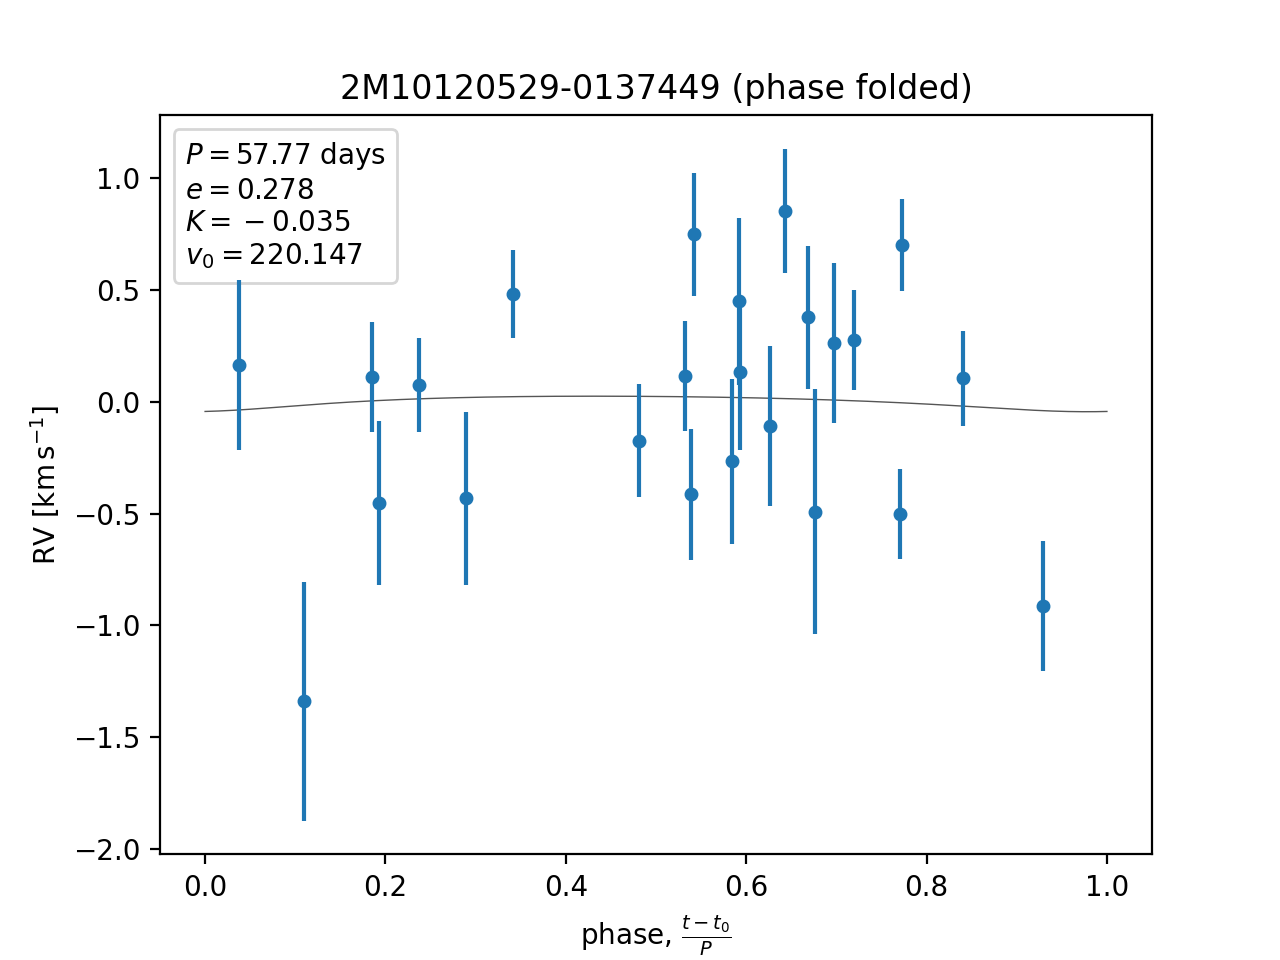 2M10120529-0137449 (phase folded)
P = 57.77 days
e = 0.278
K = −0.035
v₀ = 220.147
1.0
0.5
0.0
−0.5
−1.0
−1.5
−2.0
RV [km s⁻¹]
0.0 0.2 0.4 0.6 0.8 1.0
phase, (t − t₀)/P